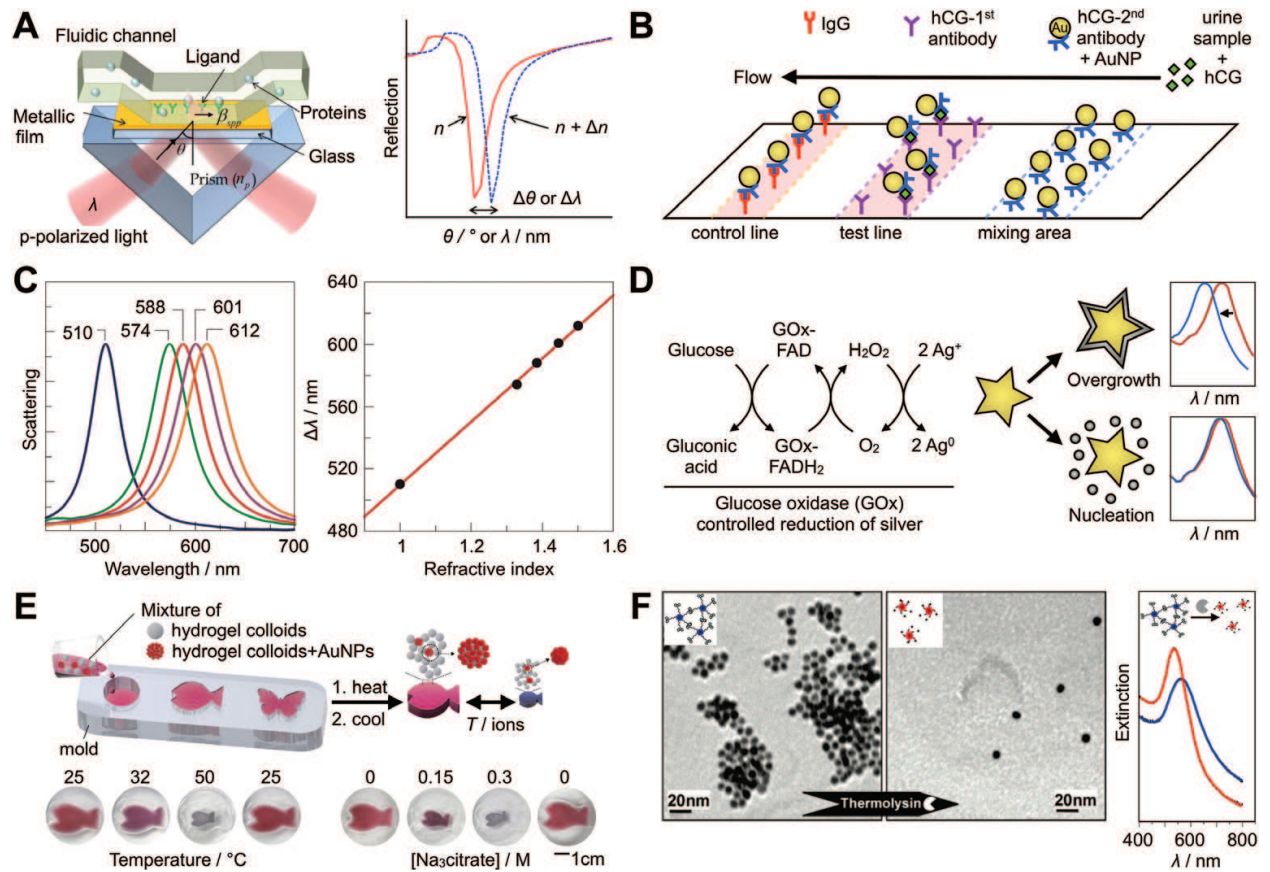 A
Fluidic channel
Ligand
Proteins
Metallic
film
βspp
Glass
θ
Prism (np)
λ
p-polarized light
Reflection
n
n + Δn
Δθ or Δλ
θ / ° or λ / nm
B
IgG
hCG-1st
antibody
Au
hCG-2nd
antibody
+ AuNP
urine
sample
+
hCG
Flow
control line
test line
mixing area
C
588
601
510
574
612
Scattering
500
600
700
Wavelength / nm
640
600
560
520
480
Δλ / nm
1
1.2
1.4
1.6
Refractive index
D
Glucose
GOx-
FAD
H2O2
2 Ag+
Gluconic
acid
GOx-
FADH2
O2
2 Ag0
Glucose oxidase (GOx)
controlled reduction of silver
Overgrowth
λ / nm
Nucleation
λ / nm
E
Mixture of
hydrogel colloids
hydrogel colloids+AuNPs
mold
1. heat
2. cool
T / ions
25
32
50
25
Temperature / °C
0
0.15
0.3
0
[Na3citrate] / M
1cm
F
20nm
Thermolysin
20nm
Extinction
400
600
800
λ / nm